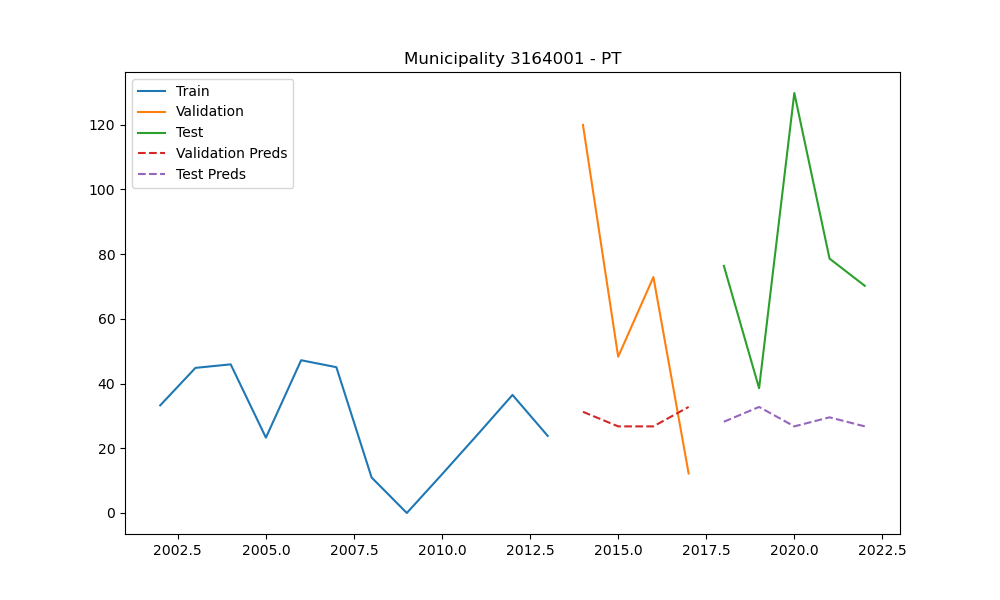 Municipality 3164001 - PT
Train
Validation
Test
Validation Preds
Test Preds
120
100
80
60
40
20
0
2002.5 2005.0 2007.5 2010.0 2012.5 2015.0 2017.5 2020.0 2022.5